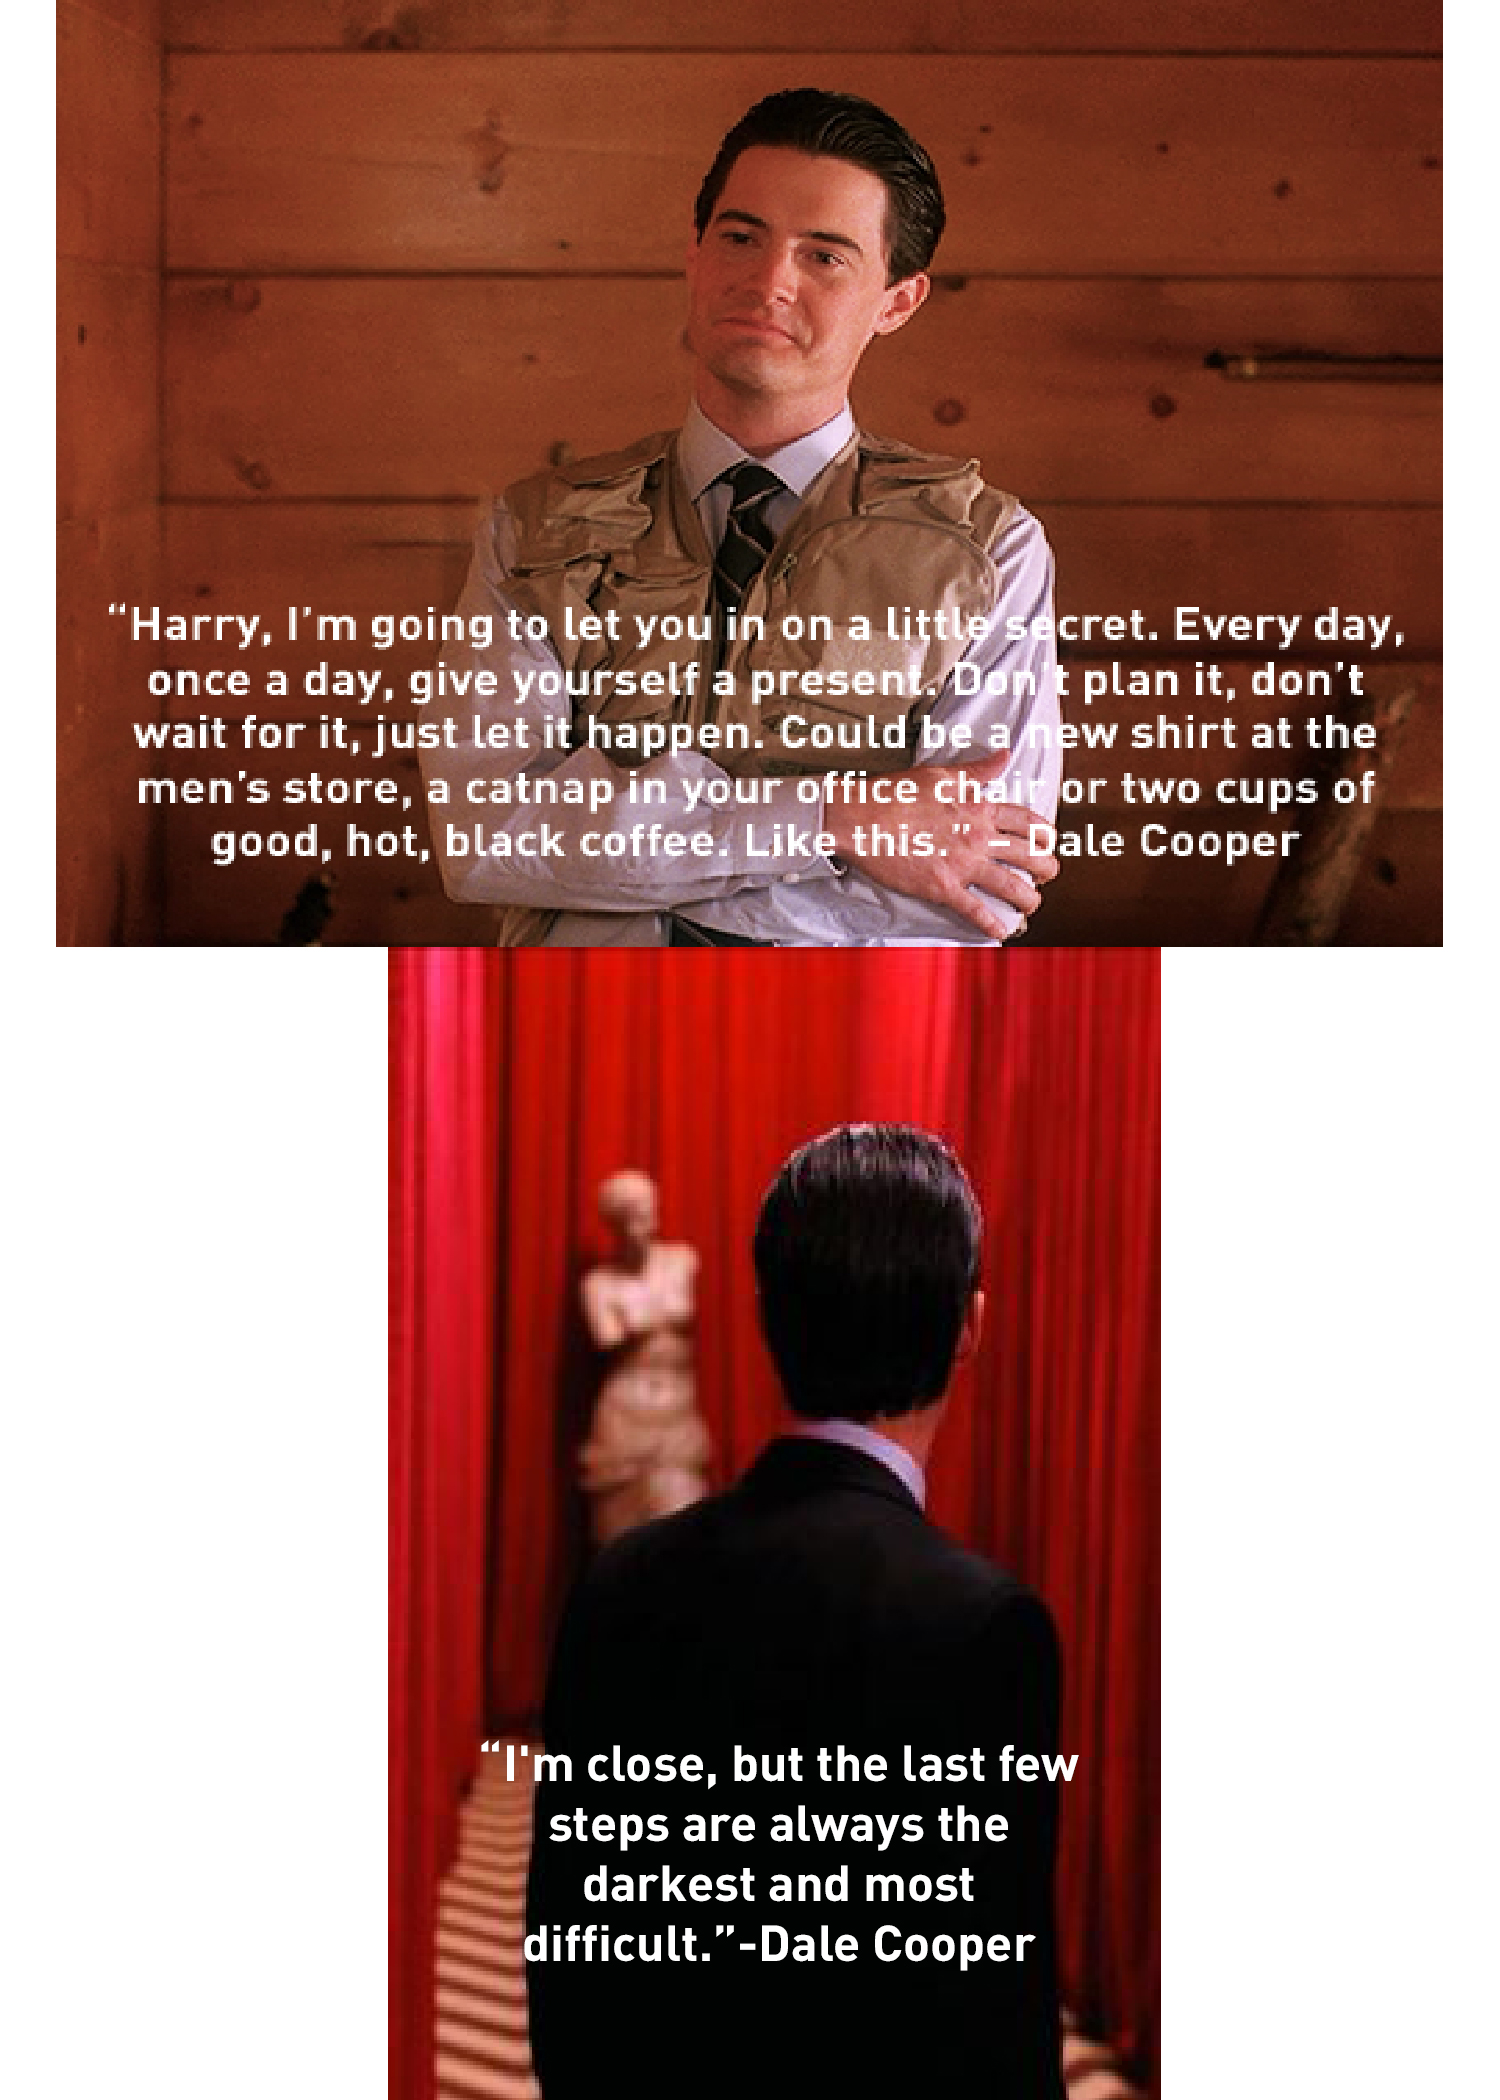 “Harry, I’m going to let you in on a little secret. Every day,
once a day, give yourself a present. Don’t plan it, don’t
wait for it, just let it happen. Could be a new shirt at the
men’s store, a catnap in your office chair or two cups of
good, hot, black coffee. Like this.” – Dale Cooper
“I'm close, but the last few
steps are always the
darkest and most
difficult.”-Dale Cooper